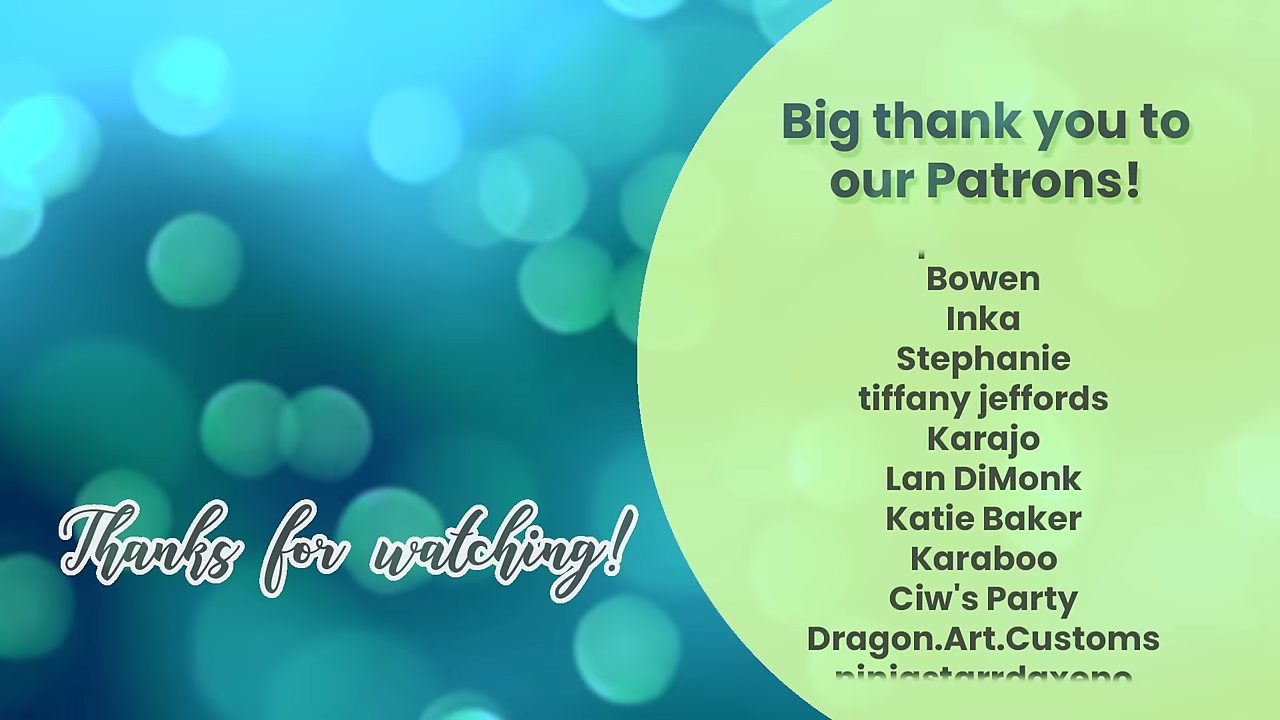 Big thank you to
our Patrons!
Bowen
Inka
Stephanie
tiffany jeffords
Karajo
Lan DiMonk
Katie Baker
Karaboo
Ciw's Party
Dragon.Art.Customs
Thanks for watching!